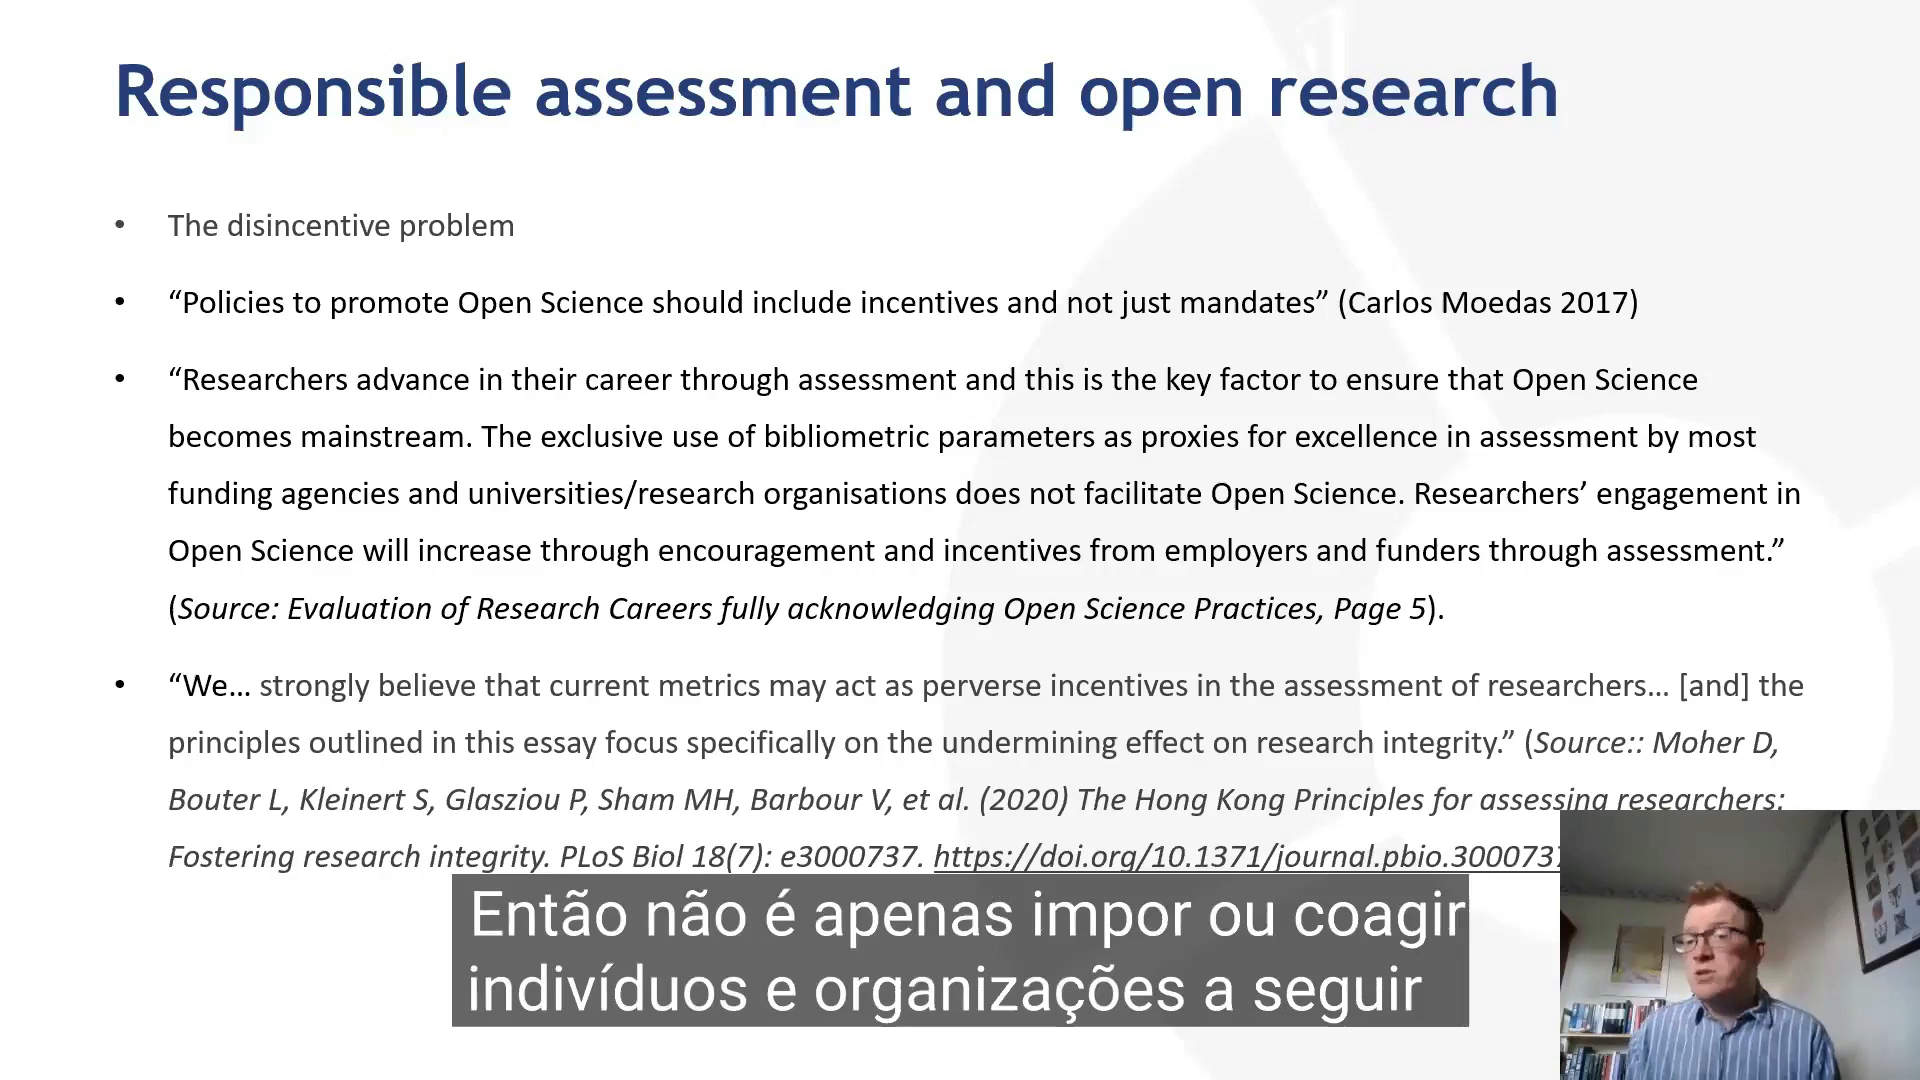 Responsible assessment and open research
• The disincentive problem
• “Policies to promote Open Science should include incentives and not just mandates” (Carlos Moedas 2017)
• “Researchers advance in their career through assessment and this is the key factor to ensure that Open Science
becomes mainstream. The exclusive use of bibliometric parameters as proxies for excellence in assessment by most
funding agencies and universities/research organisations does not facilitate Open Science. Researchers’ engagement in
Open Science will increase through encouragement and incentives from employers and funders through assessment.”
(Source: Evaluation of Research Careers fully acknowledging Open Science Practices, Page 5).
• “We… strongly believe that current metrics may act as perverse incentives in the assessment of researchers… [and] the
principles outlined in this essay focus specifically on the undermining effect on research integrity.” (Source:: Moher D,
Bouter L, Kleinert S, Glasziou P, Sham MH, Barbour V, et al. (2020) The Hong Kong Principles for assessing researchers:
Fostering research integrity. PLoS Biol 18(7): e3000737. https://doi.org/10.1371/journal.pbio.3000737
Então não é apenas impor ou coagir
indivíduos e organizações a seguir